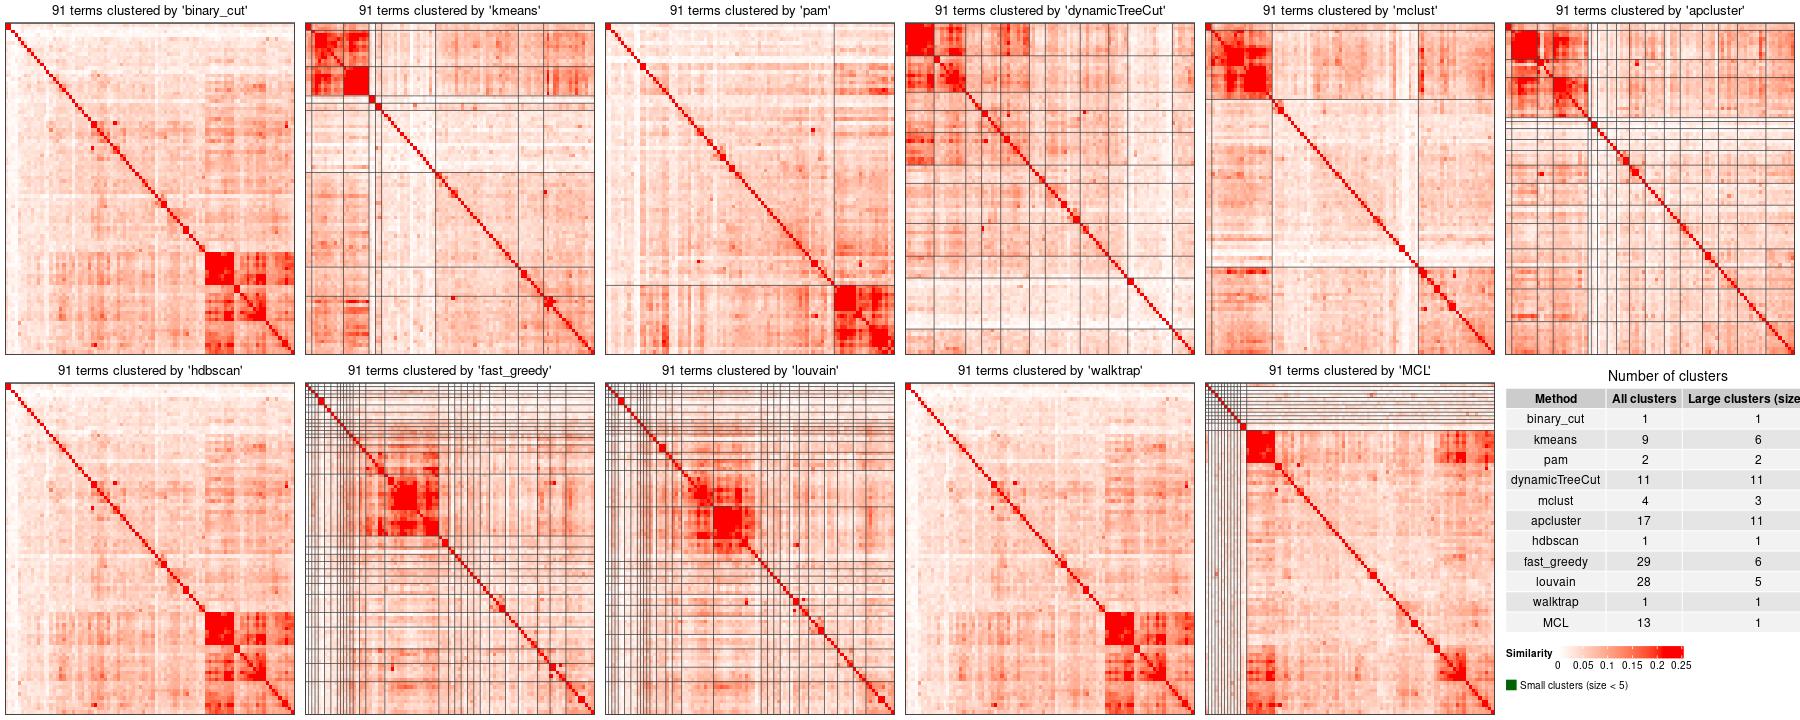 91 terms clustered by 'binary_cut'
91 terms clustered by 'kmeans'
91 terms clustered by 'pam'
91 terms clustered by 'dynamicTreeCut'
91 terms clustered by 'mclust'
91 terms clustered by 'apcluster'
91 terms clustered by 'hdbscan'
91 terms clustered by 'fast_greedy'
91 terms clustered by 'louvain'
91 terms clustered by 'walktrap'
91 terms clustered by 'MCL'
Number of clusters
Method All clusters Large clusters (size
binary_cut 1 1
kmeans 9 6
pam 2 2
dynamicTreeCut 11 11
mclust 4 3
apcluster 17 11
hdbscan 1 1
fast_greedy 29 6
louvain 28 5
walktrap 1 1
MCL 13 1
Similarity
0 0.05 0.1 0.15 0.2 0.25
Small clusters (size < 5)